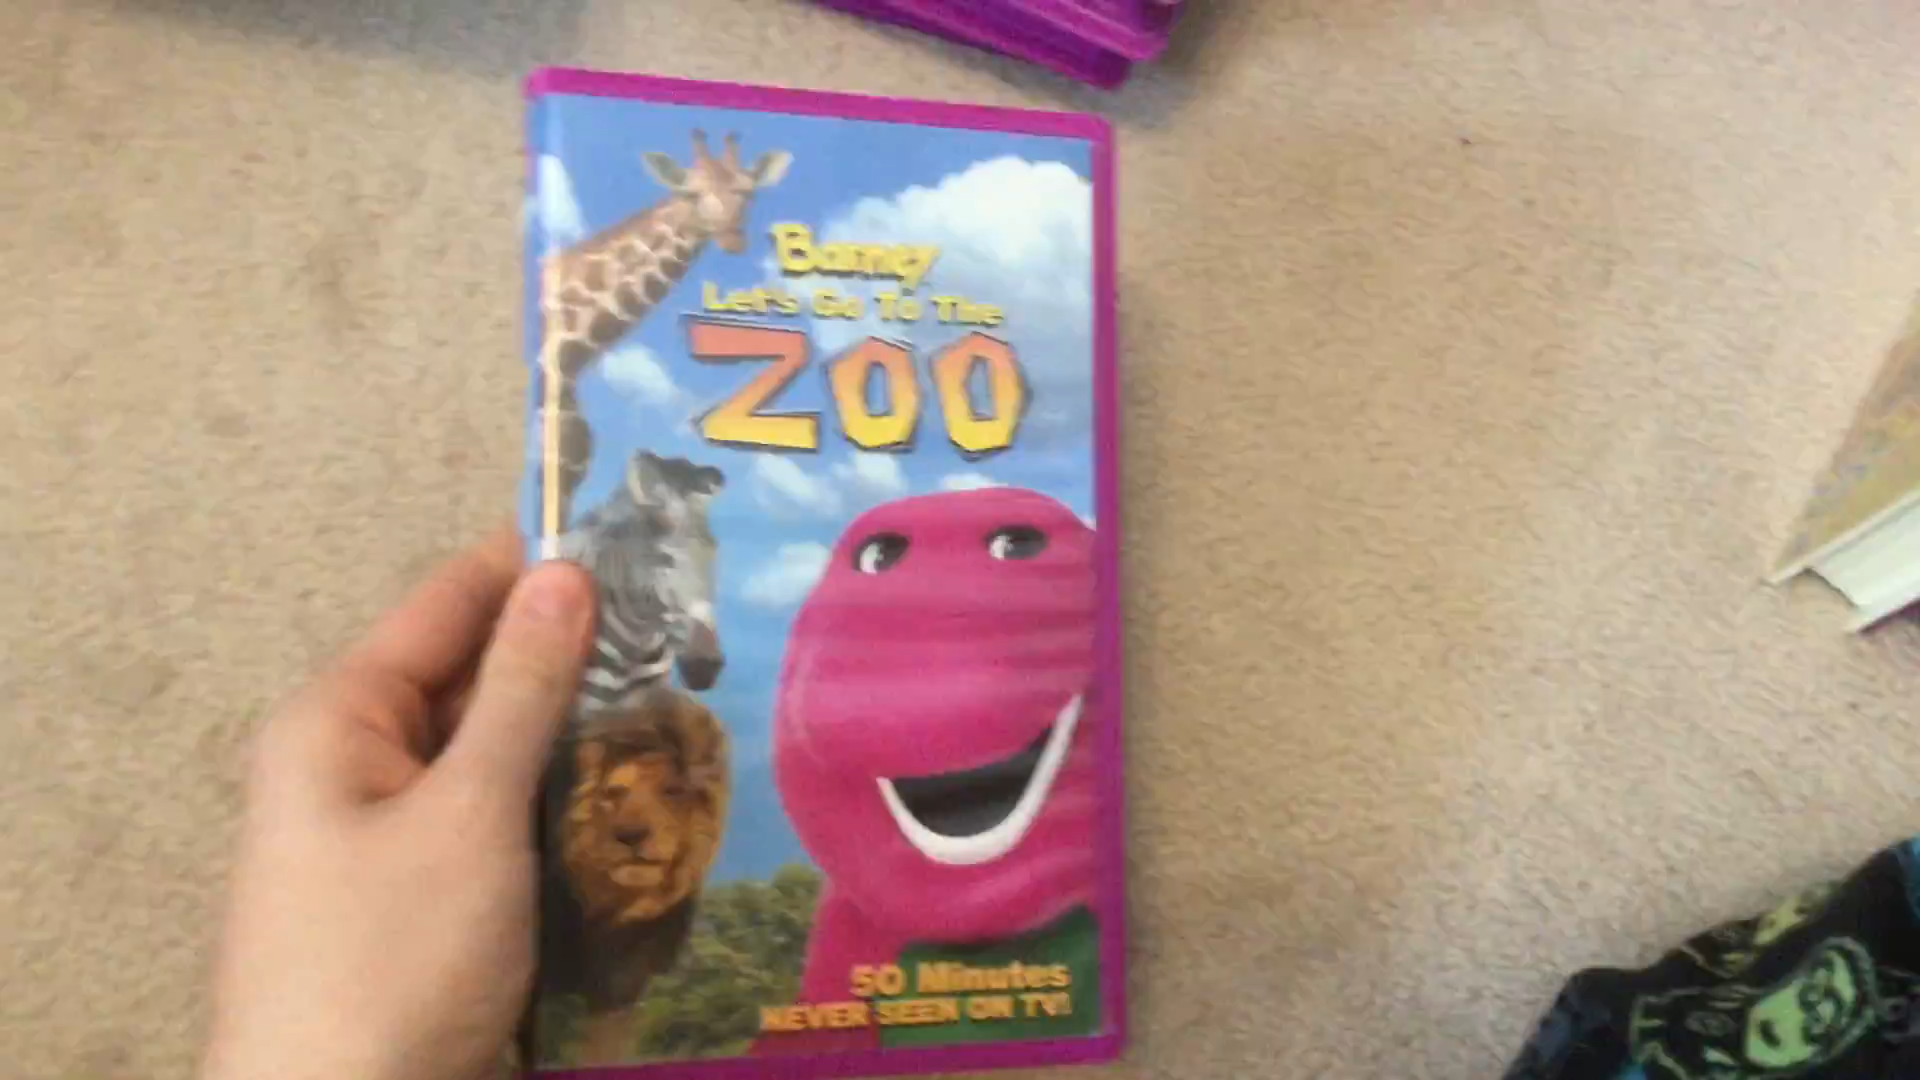 Barney
Let's Go To The
ZOO
50 Minutes
NEVER SEEN ON TV!